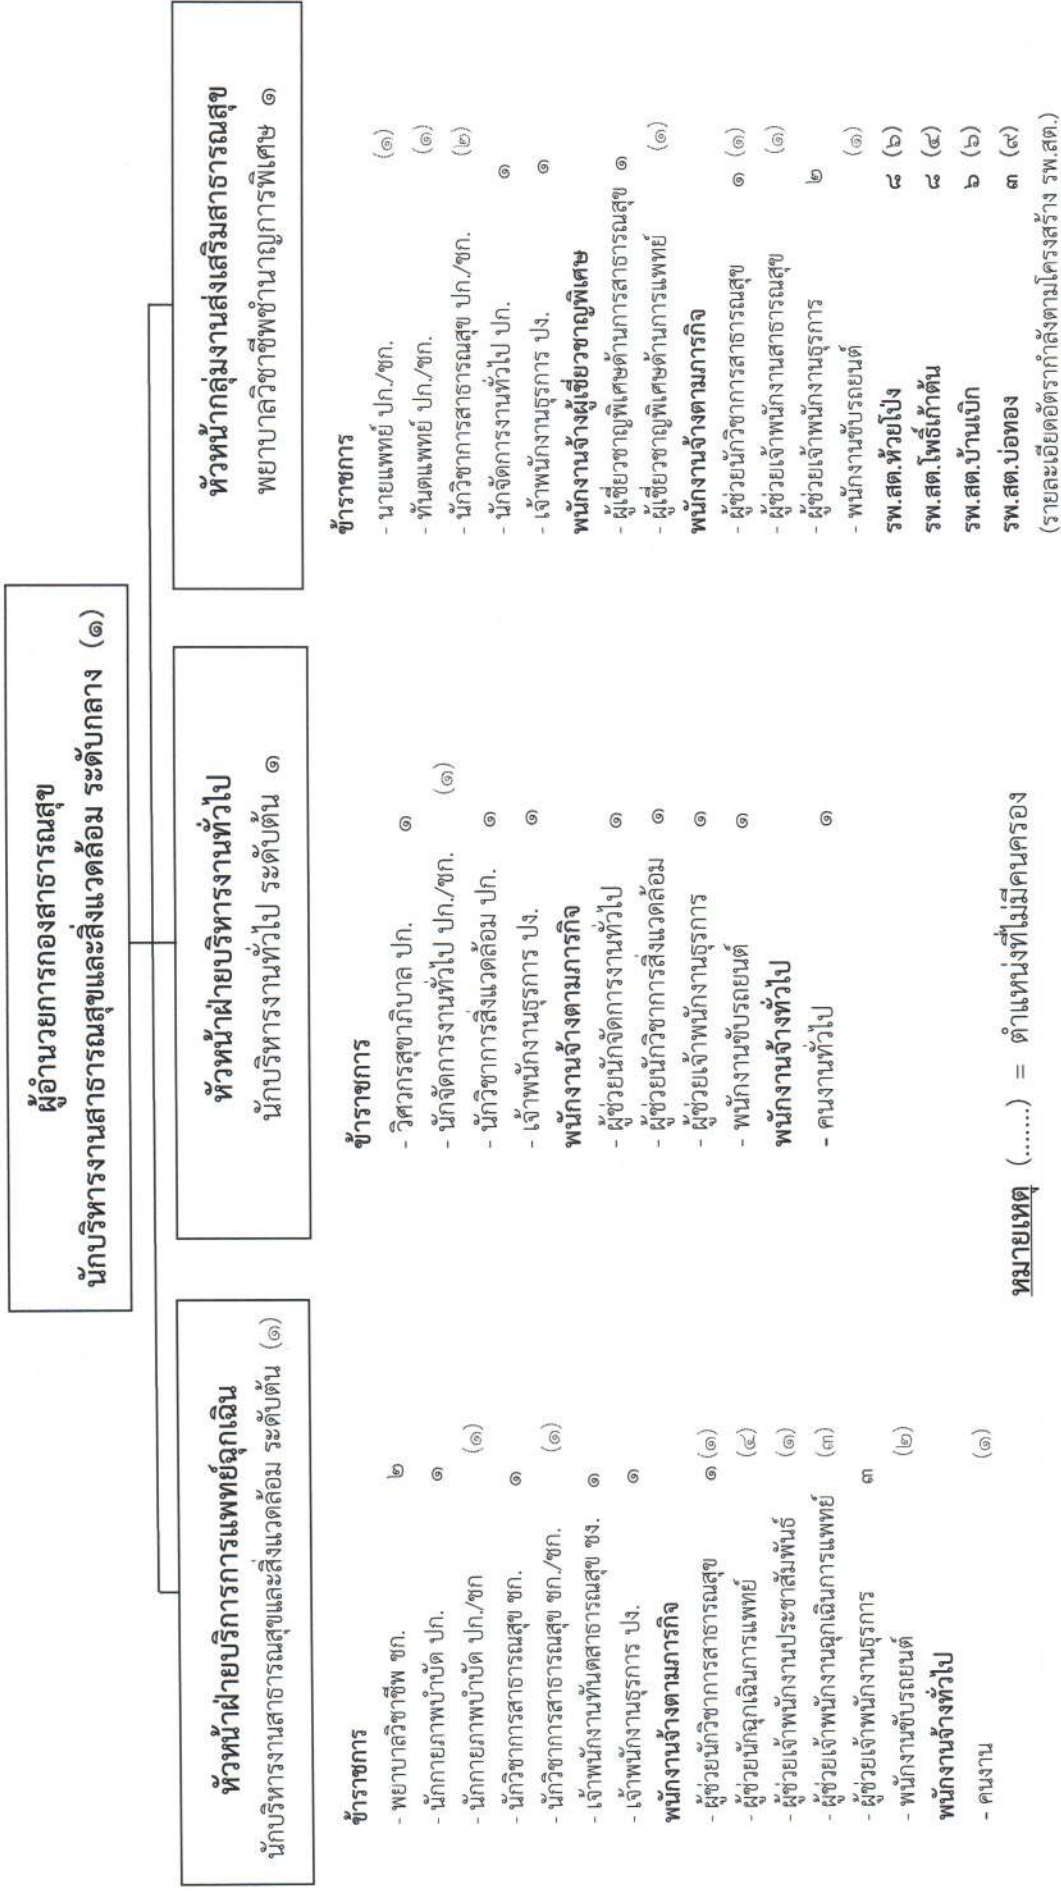 ผู้อำนวยการกองสาธารณสุข
นักบริหารงานสาธารณสุขและสิ่งแวดล้อม ระดับกลาง (๑)
หัวหน้าฝ่ายบริการการแพทย์ฉุกเฉิน
นักบริหารงานสาธารณสุขและสิ่งแวดล้อม ระดับต้น (๑)
ข้าราชการ
- พยาบาลวิชาชีพ ชก. ๒
- นักกายภาพบำบัด ปก. ๑
- นักกายภาพบำบัด ปก./ชก (๑)
- นักวิชาการสาธารณสุข ชก. ๑
- นักวิชาการสาธารณสุข ชก./ชก. (๑)
- เจ้าพนักงานทันตสาธารณสุข ชง. ๑
- เจ้าพนักงานธุรการ ปง. ๑
พนักงานจ้างตามภารกิจ
- ผู้ช่วยนักวิชาการสาธารณสุข ๑ (๑)
- ผู้ช่วยนักฉุกเฉินการแพทย์ (๔)
- ผู้ช่วยเจ้าพนักงานประชาสัมพันธ์ (๑)
- ผู้ช่วยเจ้าพนักงานฉุกเฉินการแพทย์ (๓)
- ผู้ช่วยเจ้าพนักงานธุรการ ๓
- พนักงานขับรถยนต์ (๒)
พนักงานจ้างทั่วไป
- คนงาน (๑)
หัวหน้าฝ่ายบริหารงานทั่วไป
นักบริหารงานทั่วไป ระดับต้น ๑
ข้าราชการ
- วิศวกรสุขาภิบาล ปก. ๑
- นักจัดการงานทั่วไป ปก./ชก. (๑)
- นักวิชาการสิ่งแวดล้อม ปก. ๑
- เจ้าพนักงานธุรการ ปง. ๑
พนักงานจ้างตามภารกิจ
- ผู้ช่วยนักจัดการงานทั่วไป ๑
- ผู้ช่วยนักวิชาการสิ่งแวดล้อม ๑
- ผู้ช่วยเจ้าพนักงานธุรการ ๑
- พนักงานขับรถยนต์ ๑
พนักงานจ้างทั่วไป
- คนงานทั่วไป ๑
หัวหน้ากลุ่มงานส่งเสริมสาธารณสุข
พยาบาลวิชาชีพชำนาญการพิเศษ ๑
ข้าราชการ
- นายแพทย์ ปก./ชก. (๑)
- ทันตแพทย์ ปก./ชก. (๑)
- นักวิชาการสาธารณสุข ปก./ชก. (๒)
- นักจัดการงานทั่วไป ปก. ๑
- เจ้าพนักงานธุรการ ปง. ๑
พนักงานจ้างผู้เชี่ยวชาญพิเศษ
- ผู้เชี่ยวชาญพิเศษด้านการสาธารณสุข ๑
- ผู้เชี่ยวชาญพิเศษด้านการแพทย์ (๑)
พนักงานจ้างตามภารกิจ
- ผู้ช่วยนักวิชาการสาธารณสุข ๑ (๑)
- ผู้ช่วยเจ้าพนักงานสาธารณสุข (๑)
- ผู้ช่วยเจ้าพนักงานธุรการ ๒
- พนักงานขับรถยนต์ (๑)
รพ.สต.ห้วยโป่ง ๘ (๖)
รพ.สต.โพธิ์เก้าต้น ๘ (๔)
รพ.สต.บ้านเบิก ๖ (๖)
รพ.สต.บ่อทอง ๓ (๙)
(รายละเอียดอัตรากำลังตามโครงสร้าง รพ.สต.)
หมายเหตุ (.......) = ตำแหน่งที่ไม่มีคนครอง